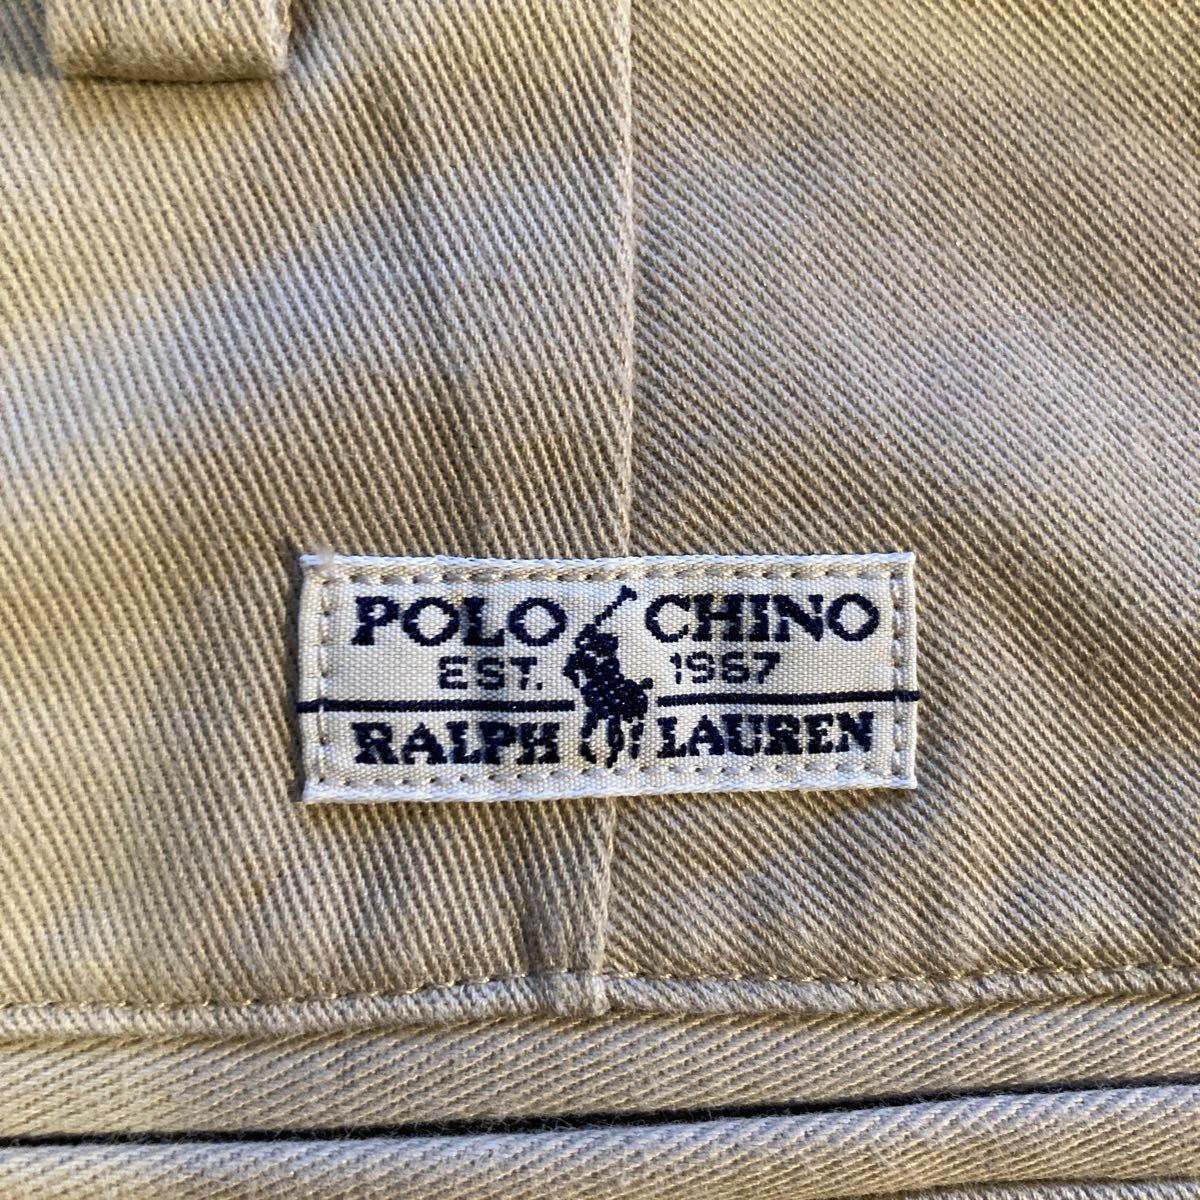 POLO CHINO
EST. 1967
RALPH LAUREN